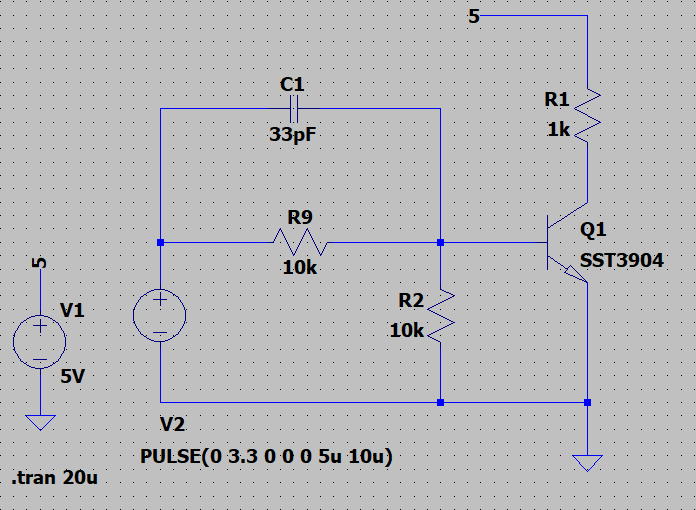 5
C1
33pF
R1
1k
R9
10k
Q1
SST3904
5
V1
5V
R2
10k
V2
PULSE(0 3.3 0 0 0 5u 10u)
.tran 20u